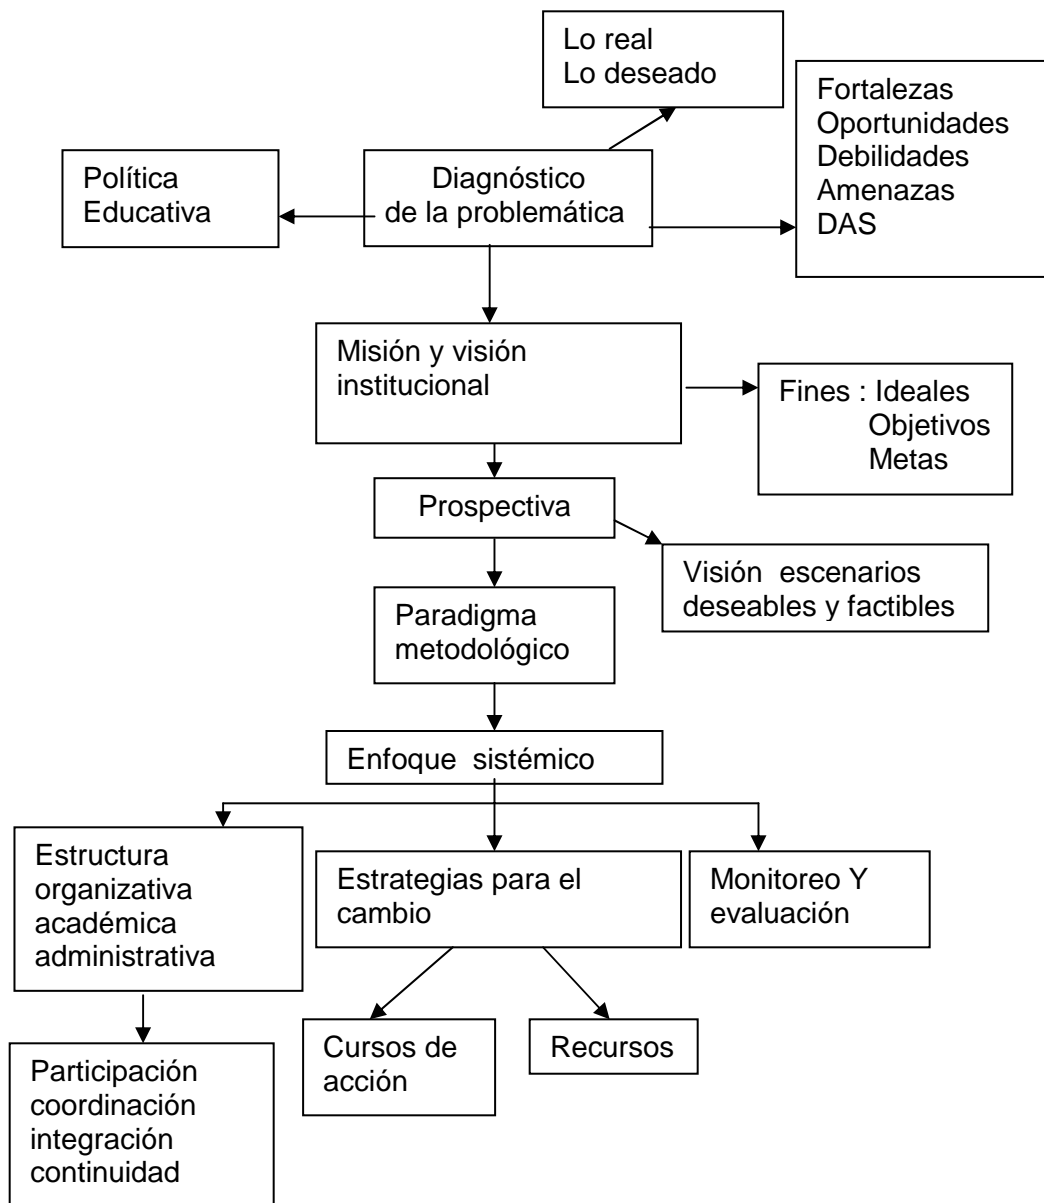 Lo real
Lo deseado
Fortalezas
Oportunidades
Debilidades
Amenazas
DAS
Política
Educativa
Diagnóstico
de la problemática
Misión y visión
institucional
Fines : Ideales
Objetivos
Metas
Prospectiva
Visión escenarios
deseables y factibles
Paradigma
metodológico
Enfoque sistémico
Estructura
organizativa
académica
administrativa
Estrategias para el
cambio
Monitoreo Y
evaluación
Participación
coordinación
integración
continuidad
Cursos de
acción
Recursos